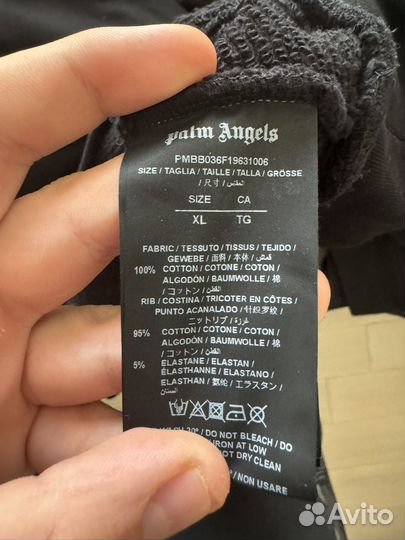 Palm Angels
PMBB036F19631006
SIZE / TAGLIA / TAILLE / TALLA / GRÖSSE
/ 尺寸 / المقاس
SIZE CA
XL TG
FABRIC / TESSUTO / TISSUS / TEJIDO /
GEWEBE / 面料 / 本体 / قماش
100% COTTON / COTONE / COTON /
ALGODÓN / BAUMWOLLE / 棉
/ コットン / القطن
RIB / COSTINA / TRICOTER EN CÔTES /
PUNTO ACANALADO / 针织罗纹 /
ニットリブ /
95% COTTON / COTONE / COTON /
ALGODÓN / BAUMWOLLE / 棉
/ コットン / القطن
5% ELASTANE / ELASTAN /
ÉLASTHANNE / ELASTANO /
ELASTHAN / 氨纶 / エラスタン /
WASH 30° / DO NOT BLEACH / DO
IRON AT LOW
DRY CLEAN
° / NON USARE
Avito